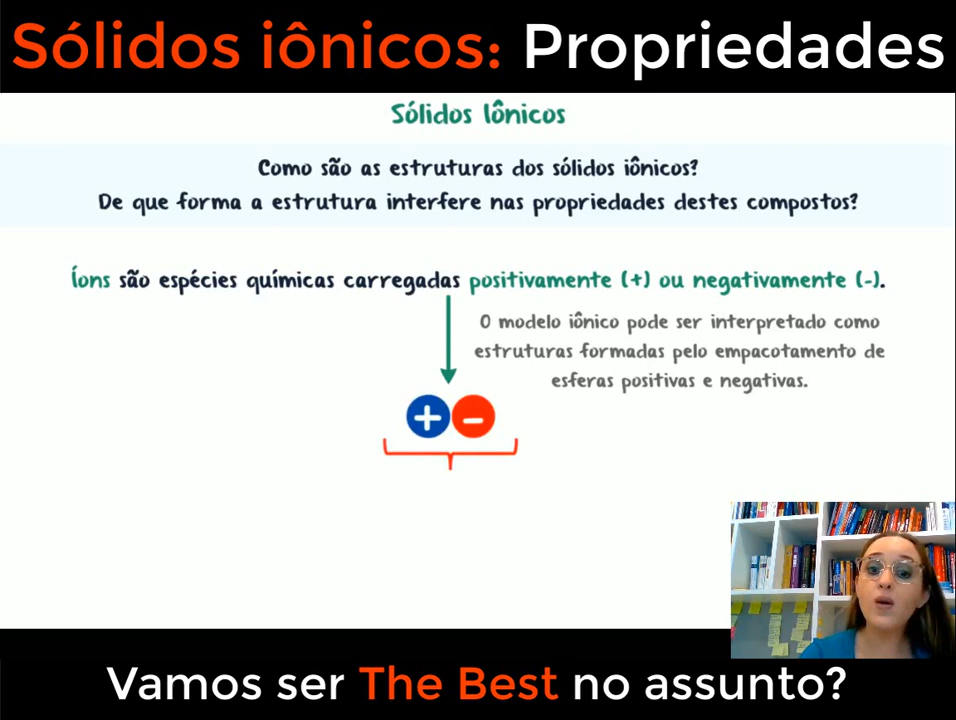 Sólidos iônicos: Propriedades
Sólidos Iônicos
Como são as estruturas dos sólidos iônicos?
De que forma a estrutura interfere nas propriedades destes compostos?
Íons são espécies químicas carregadas positivamente (+) ou negativamente (-).
O modelo iônico pode ser interpretado como
estruturas formadas pelo empacotamento de
esferas positivas e negativas.
+ -
Vamos ser The Best no assunto?